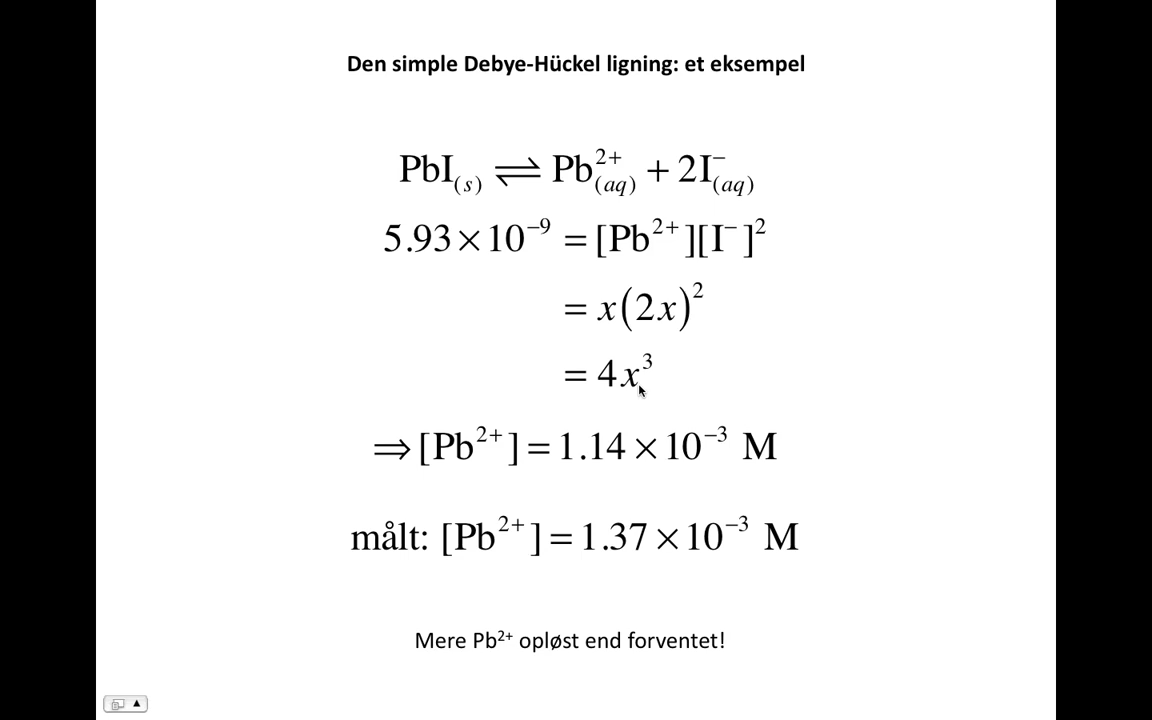 Den simple Debye-Hückel ligning: et eksempel
PbI₍ₛ₎ ⇌ Pb²⁺₍aq₎ + 2I⁻₍aq₎
5.93 × 10⁻⁹ = [Pb²⁺][I⁻]²
= x(2x)²
= 4x³
⇒ [Pb²⁺] = 1.14 × 10⁻³ M
målt: [Pb²⁺] = 1.37 × 10⁻³ M
Mere Pb²⁺ opløst end forventet!